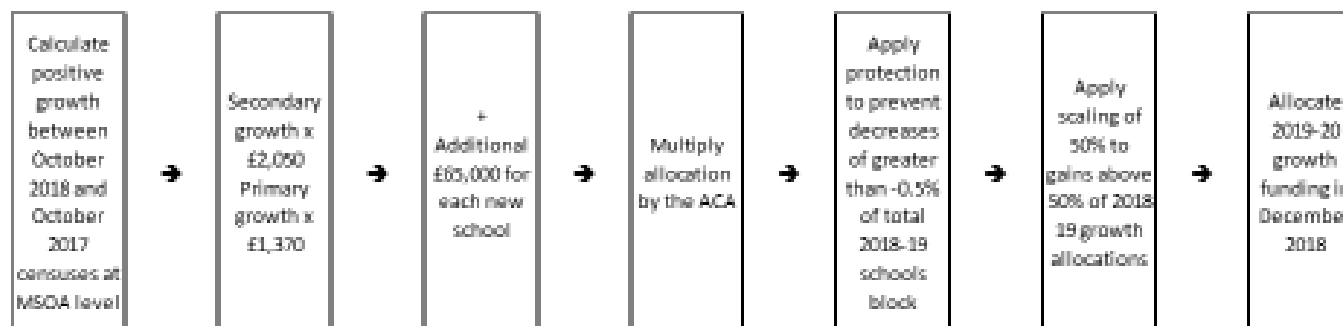 Calculate
positive
growth
between
October
2018 and
October
2017
censuses at
MSOA level
➔
Secondary
growth x
£2,050
Primary
growth x
£1,370
➔
+
Additional
£65,000 for
each new
school
➔
Multiply
allocation
by the ACA
➔
Apply
protection
to prevent
decreases
of greater
than -0.5%
of total
2018-19
schools
block
➔
Apply
scaling of
50% to
gains above
50% of 2018
19 growth
allocations
➔
Allocate
2019-20
growth
funding i
Decembe
2018